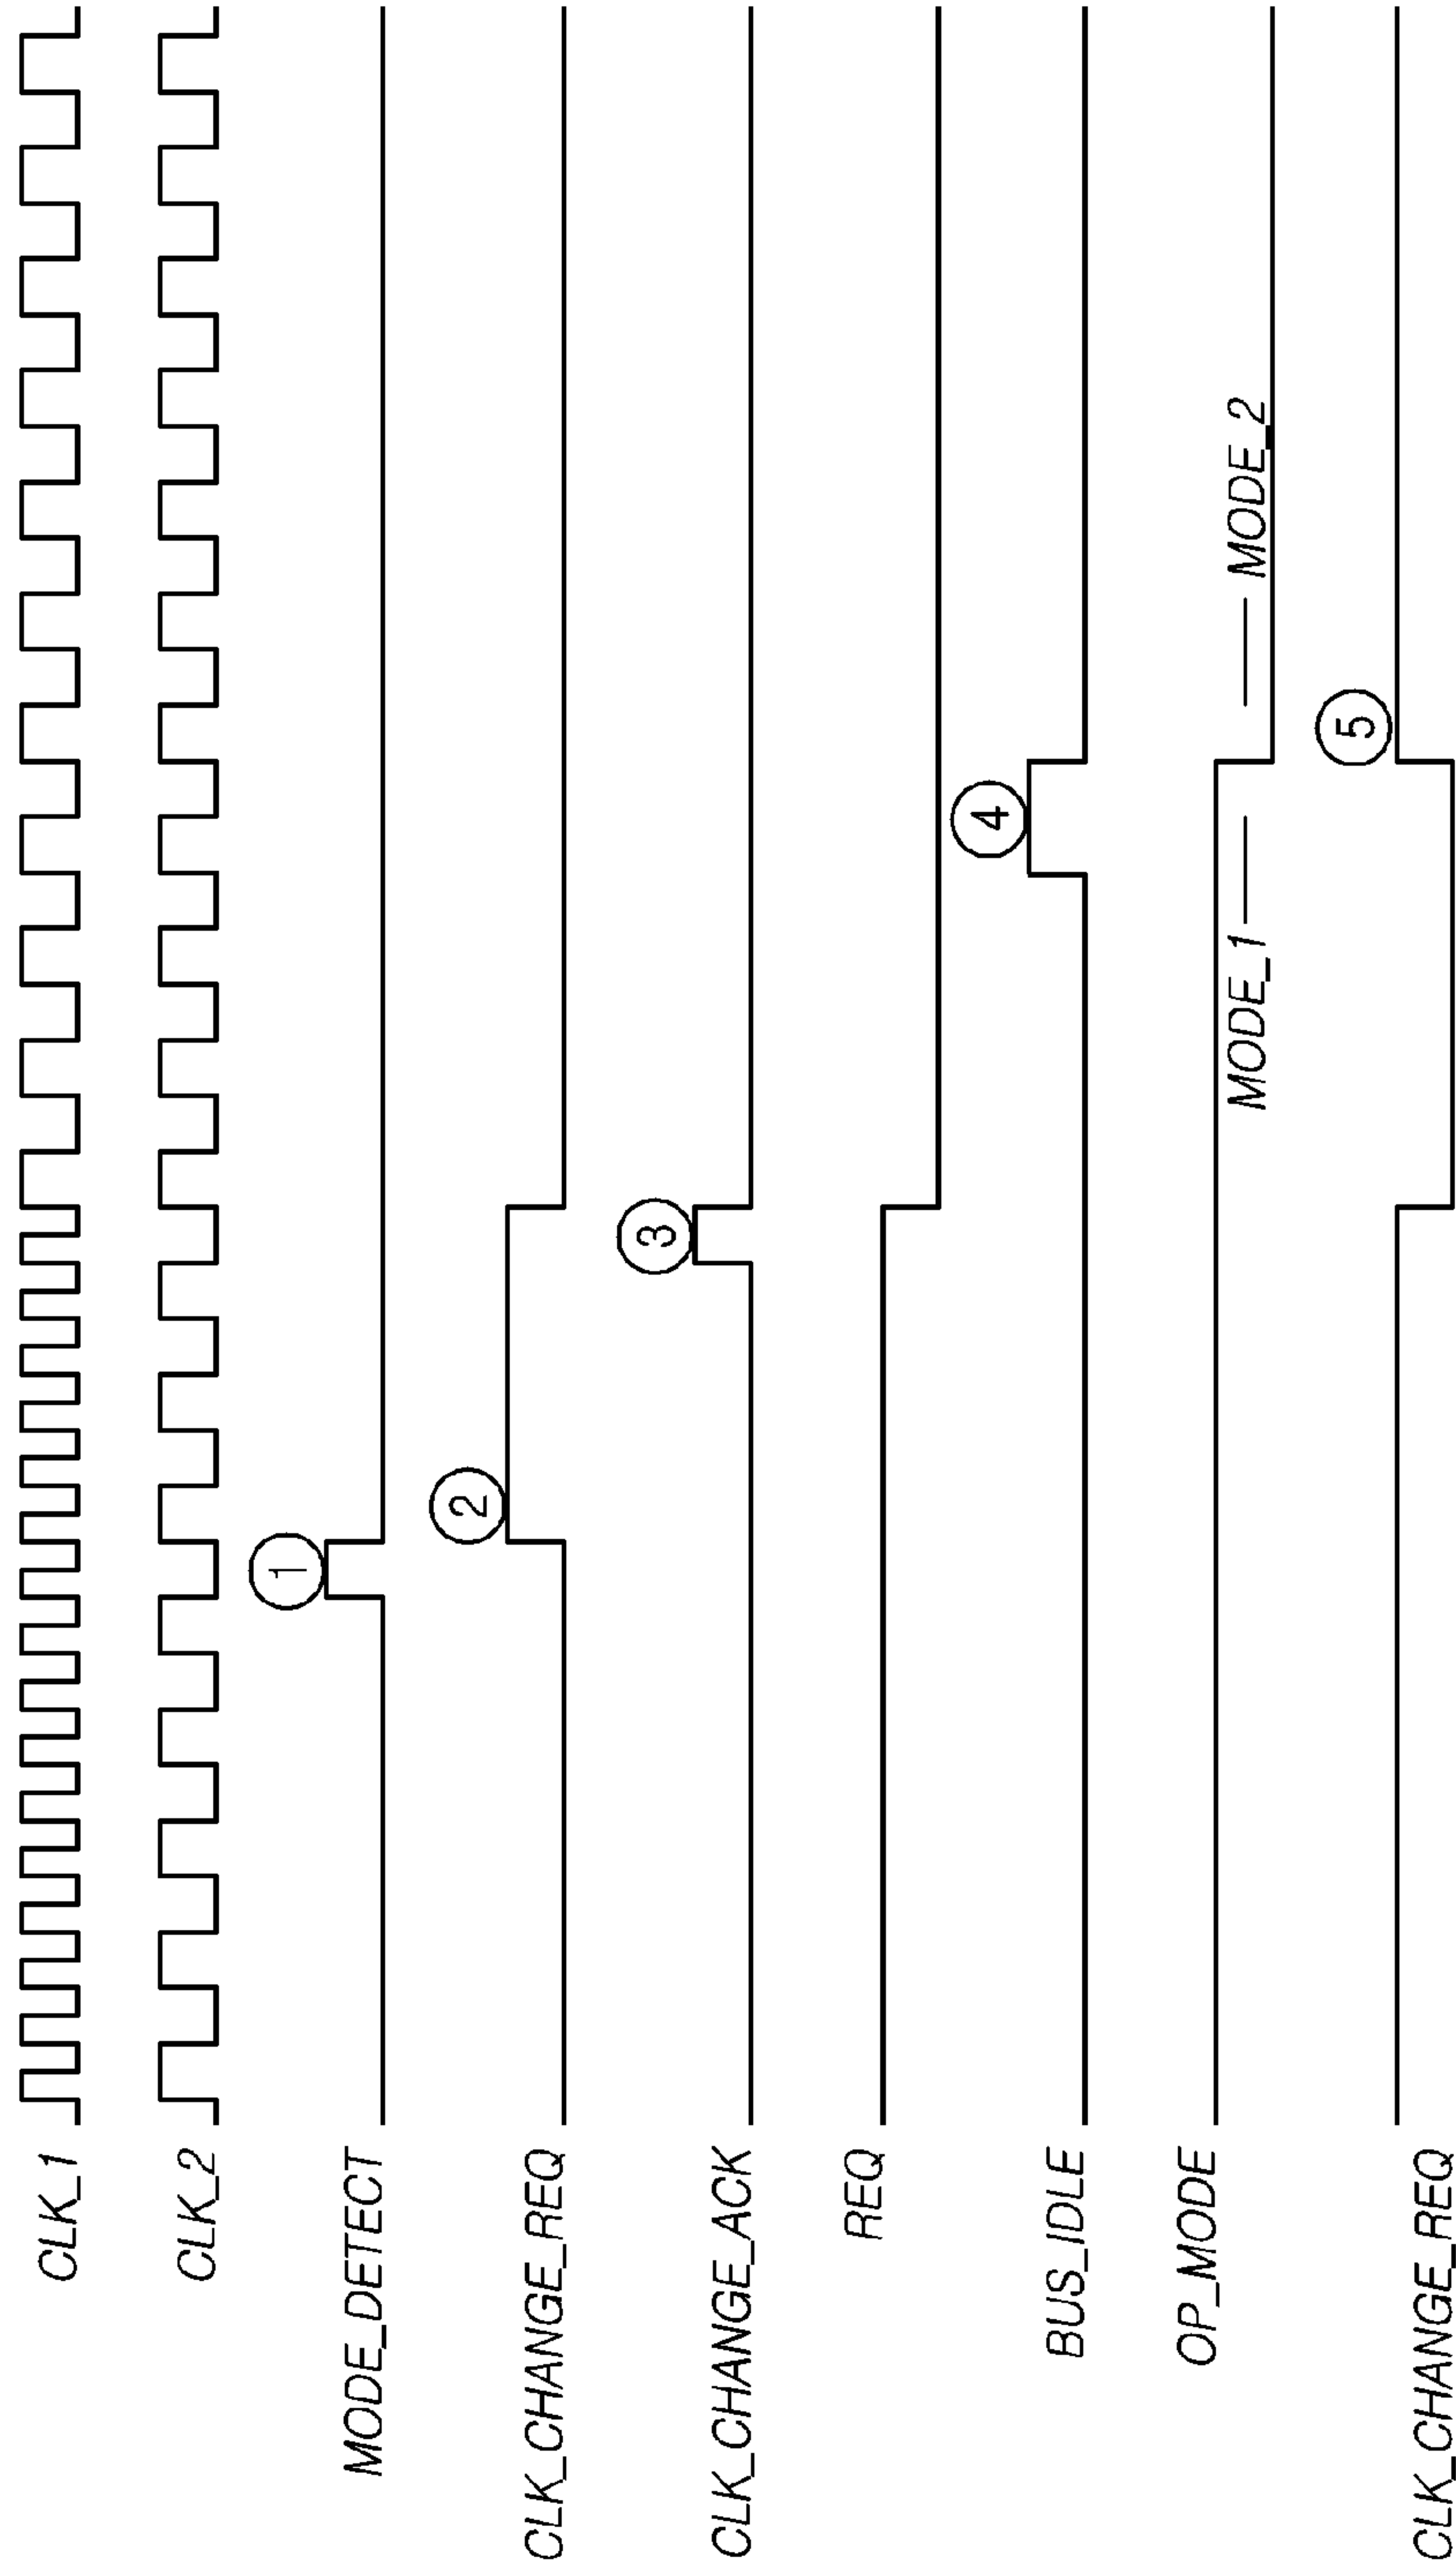 CLK_1
CLK_2
1
MODE_DETECT
2
CLK_CHANGE_REQ
3
CLK_CHANGE_ACK
REQ
4
BUS_IDLE
OP_MODE
MODE_1
MODE_2
5
CLK_CHANGE_REQ